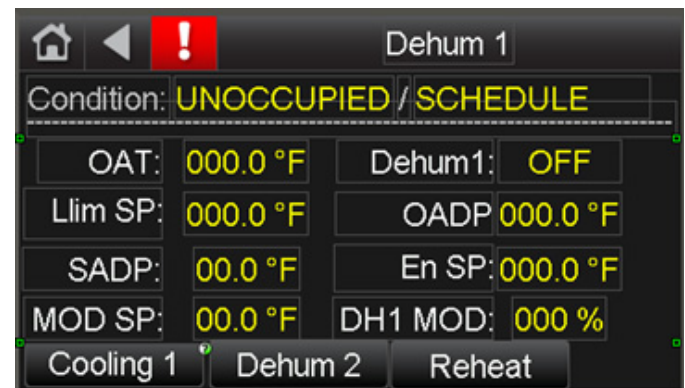 ! Dehum 1
Condition: UNOCCUPIED / SCHEDULE
OAT: 000.0 °F Dehum1: OFF
Llim SP: 000.0 °F OADP 000.0 °F
SADP: 00.0 °F En SP: 000.0 °F
MOD SP: 00.0 °F DH1 MOD: 000 %
Cooling 1 Dehum 2 Reheat